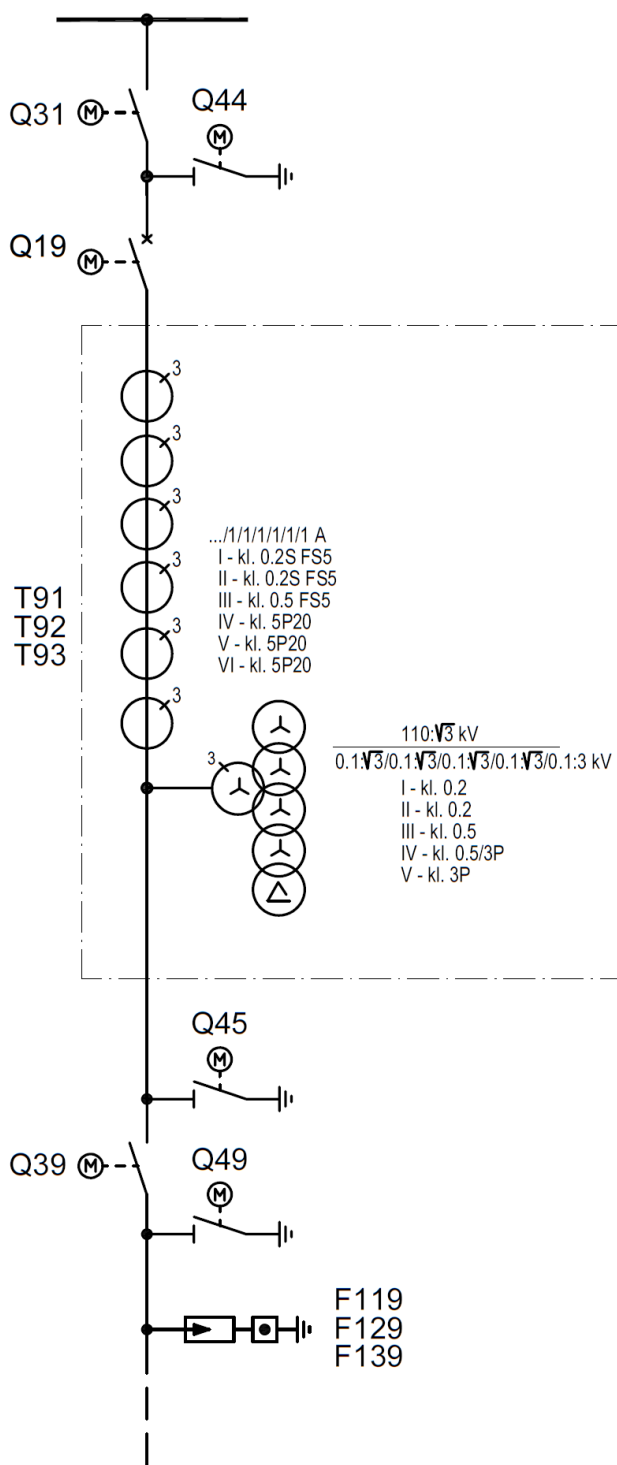 Q31
M
Q44
M
Q19
M
3
3
3
3
3
3
.../1/1/1/1/1/1 A
I - kl. 0.2S FS5
II - kl. 0.2S FS5
III - kl. 0.5 FS5
IV - kl. 5P20
V - kl. 5P20
VI - kl. 5P20
T91
T92
T93
3
110:√3 kV
0.1:√3/0.1:√3/0.1:√3/0.1:√3/0.1:3 kV
I - kl. 0.2
II - kl. 0.2
III - kl. 0.5
IV - kl. 0.5/3P
V - kl. 3P
Q45
M
Q39
M
Q49
M
F119
F129
F139